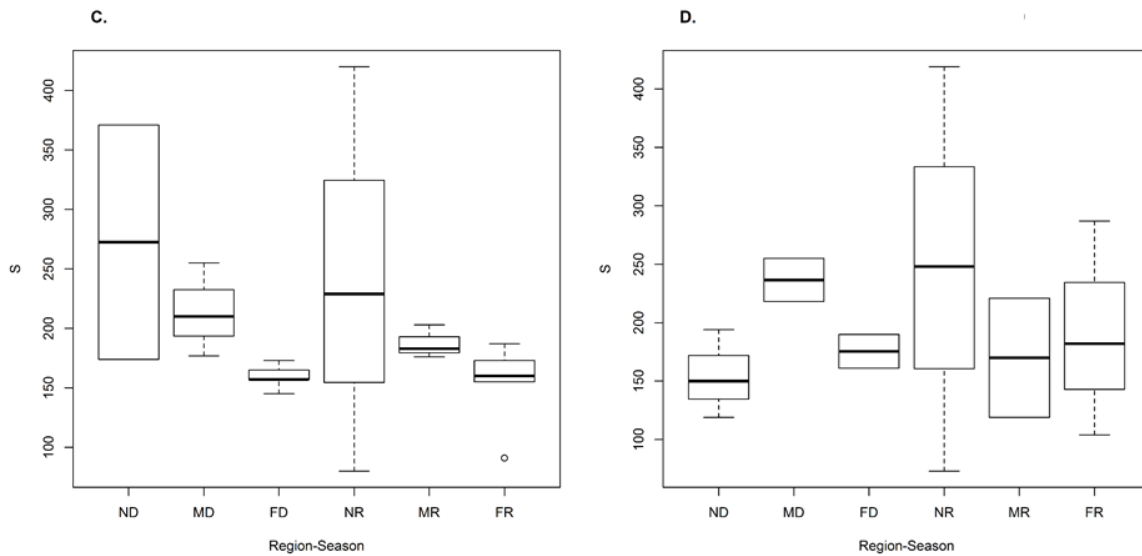 C.
S
400
350
300
250
200
150
100
ND MD FD NR MR FR
Region-Season
D.
S
400
350
300
250
200
150
100
ND MD FD NR MR FR
Region-Season